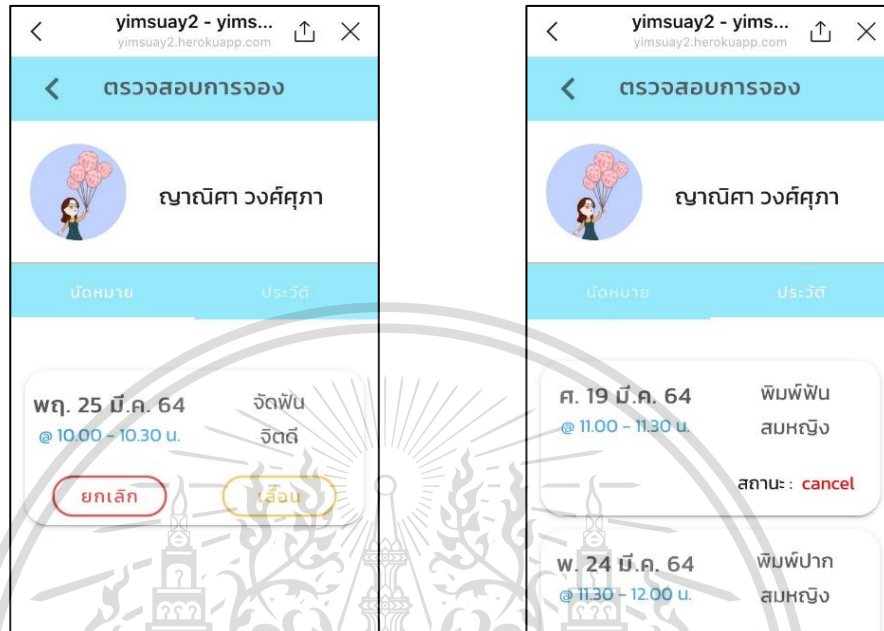 yimsuay2 - yims...
yimsuay2.herokuapp.com
ตรวจสอบการจอง
ญาณิศา วงศ์ศุภา
นัดหมาย ประวัติ
พฤ. 25 มี.ค. 64 จัดฟัน
@ 10.00 - 10.30 น. จิตดี
ยกเลิก เลื่อน
yimsuay2 - yims...
yimsuay2.herokuapp.com
ตรวจสอบการจอง
ญาณิศา วงศ์ศุภา
นัดหมาย ประวัติ
ศ. 19 มี.ค. 64 พิมพ์ฟัน
@ 11.00 - 11.30 น. สมหญิง
สถานะ : cancel
พ. 24 มี.ค. 64 พิมพ์ปาก
@ 11.30 - 12.00 น. สมหญิง